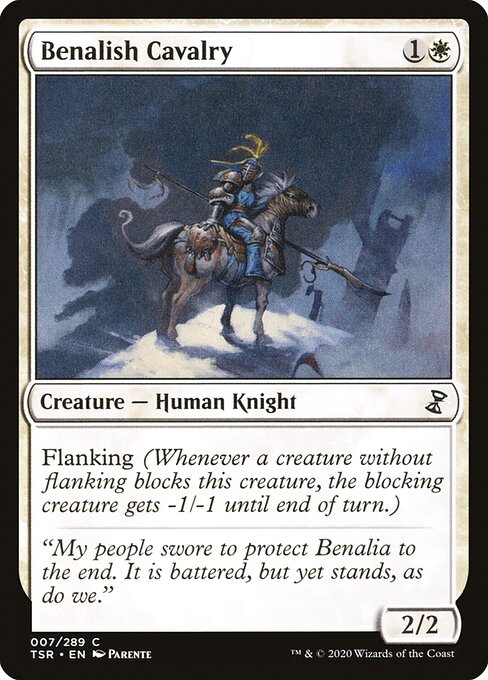 Benalish Cavalry 1
Creature — Human Knight
Flanking (Whenever a creature without
flanking blocks this creature, the blocking
creature gets -1/-1 until end of turn.)
“My people swore to protect Benalia to
the end. It is battered, but yet stands, as
do we.”
2/2
007/289 C
TSR • EN Parente
™ & © 2020 Wizards of the Coast